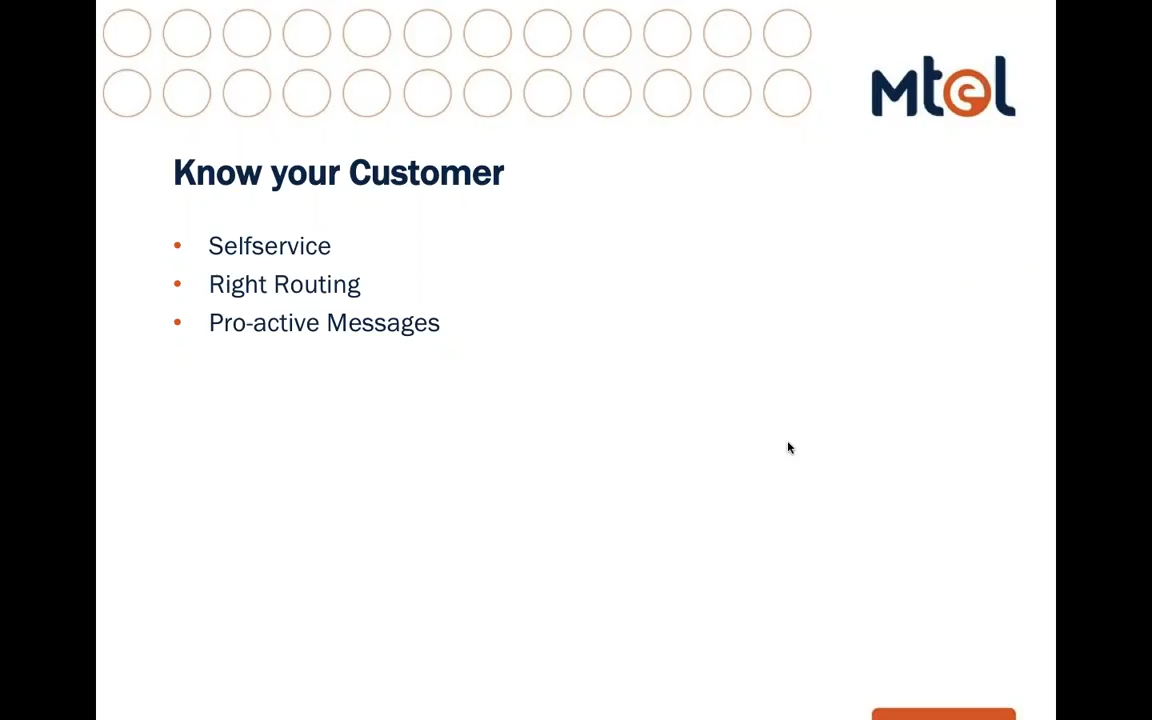 Mtel
Know your Customer
• Selfservice
• Right Routing
• Pro-active Messages